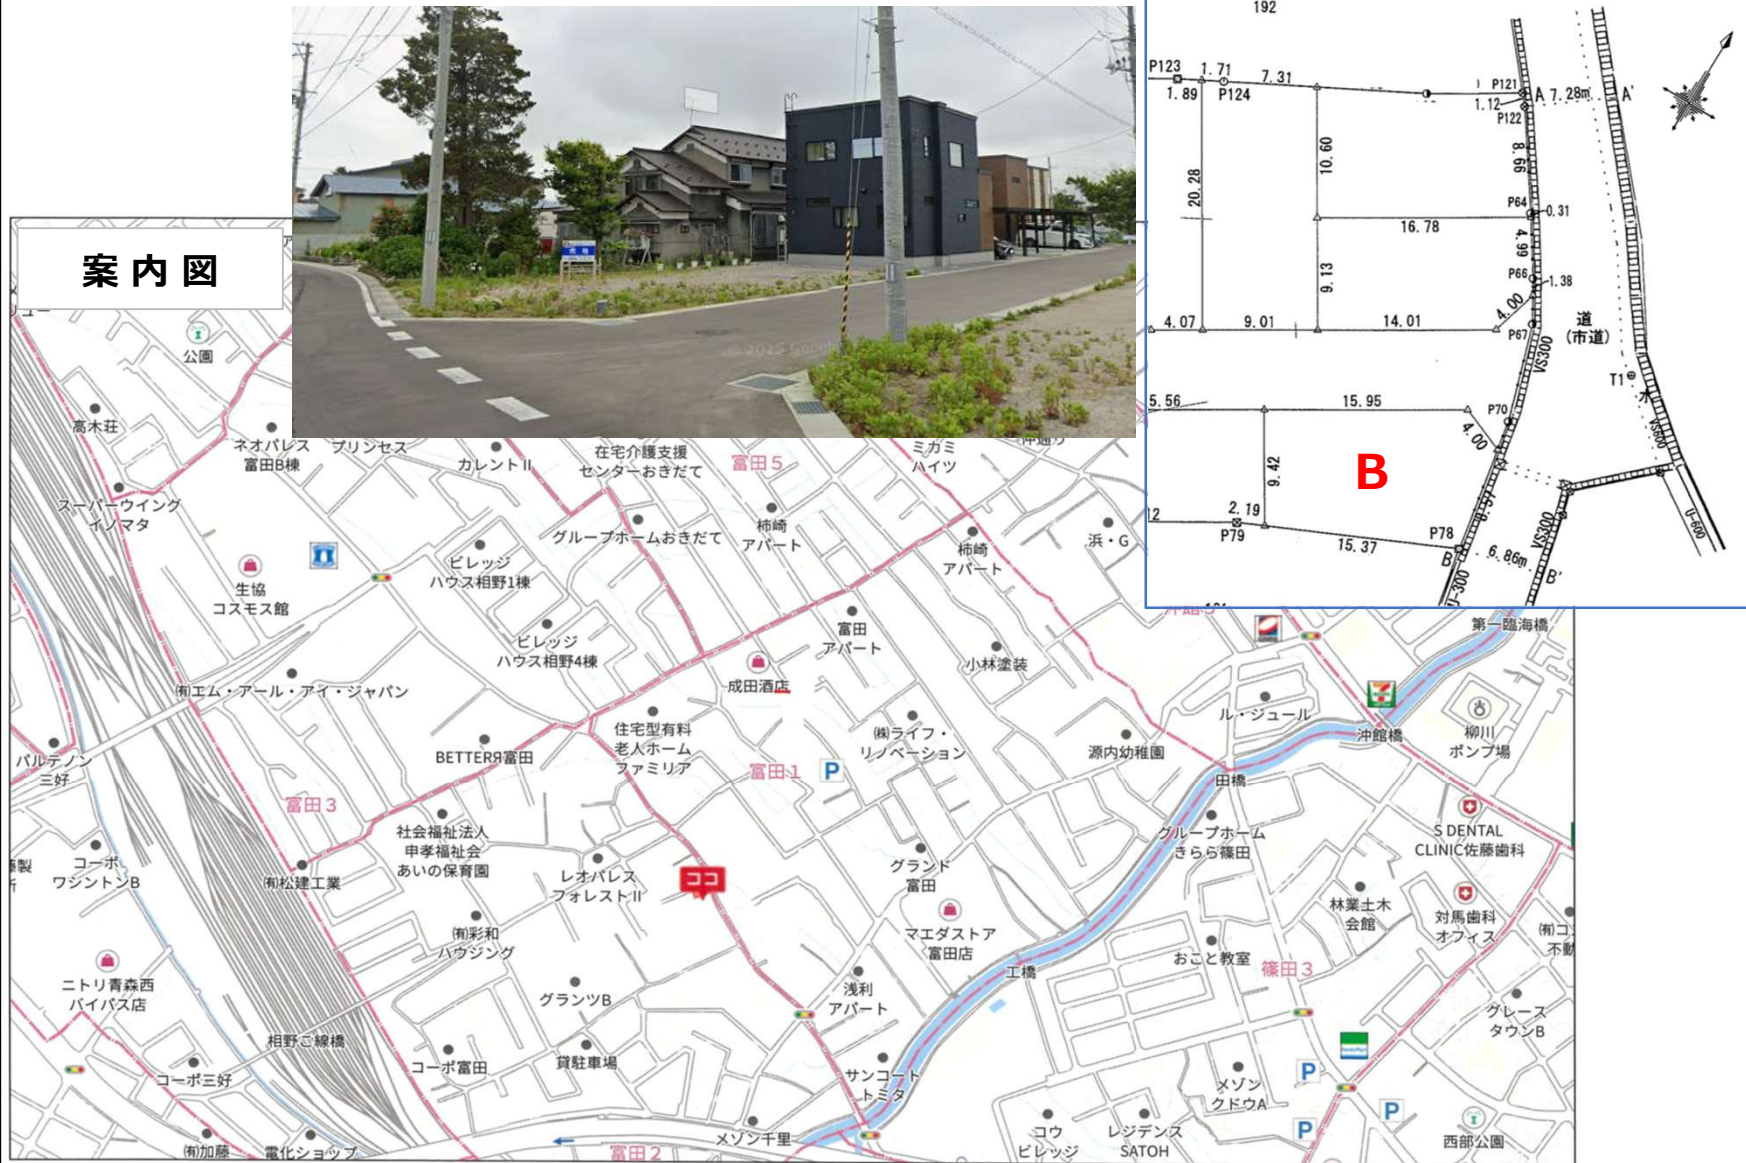 案内図
192
P123
1.71
7.31
1.89
P124
P121
A
7.28m
A'
1.12
P122
8.66
10.60
20.28
P64
0.31
16.78
4.99
P66
1.38
9.13
4.00
P67
4.07
9.01
14.01
道
(市道)
VS300
T1
水
VS600
5.56
15.95
P70
4.00
9.42
B
2.19
P79
15.37
P78
B
6.86m
B'
VS300
U-300
U-600
12
公園
高木荘
ネオパレス
富田B棟
プリンセス
カレントⅡ
在宅介護支援
センターおきだて
富田5
ミカミ
ハイツ
スーパーウイング
イノマタ
グループホームおきだて
柿崎
アパート
柿崎
アパート
浜・G
生協
コスモス館
ビレッジ
ハウス相野1棟
ビレッジ
ハウス相野4棟
富田
アパート
小林塗装
第一臨海橋
㈲エム・アール・アイ・ジャパン
成田酒店
ル・ジュール
沖館橋
柳川
ポンプ場
パルテノン
三好
BETTERЯ富田
住宅型有料
老人ホーム
ファミリア
㈱ライフ・
リノベーション
源内幼稚園
富田1
P
田橋
富田3
社会福祉法人
申孝福祉会
あいの保育園
グループホーム
きらら篠田
S DENTAL
CLINIC佐藤歯科
コーポ
ワシントンB
㈲松建工業
レオパレス
フォレストⅡ
ココ
グランド
富田
林業土木
会館
対馬歯科
オフィス
㈲彩和
ハウジング
マエダストア
富田店
おこと教室
篠田3
ニトリ青森西
バイパス店
グランツB
工橋
浅利
アパート
グレース
タウンB
相野こ線橋
コーポ三好
コーポ富田
貸駐車場
サンコート
トミタ
メゾン
クドウA
P
P
P
㈲加藤
電化ショップ
メゾン千里
富田2
コウ
ビレッジ
レジデンス
SATOH
西部公園